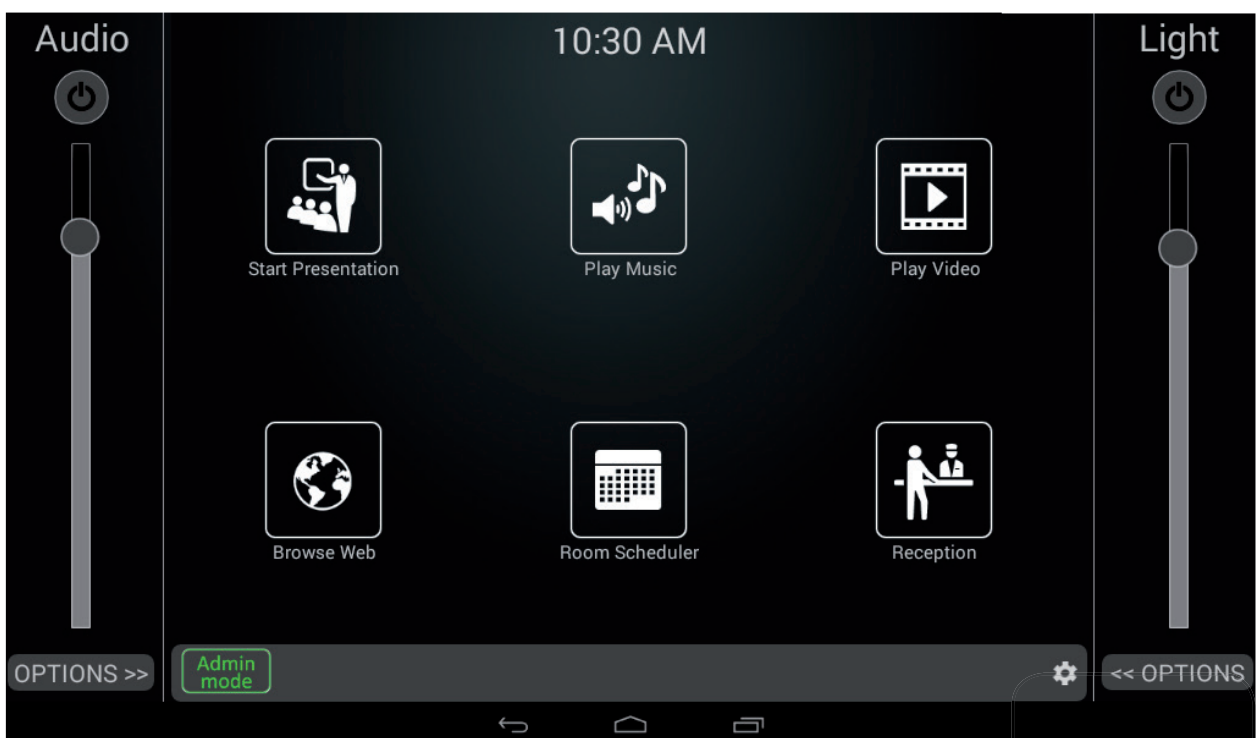 Audio
10:30 AM
Light
Start Presentation
Play Music
Play Video
Browse Web
Room Scheduler
Reception
OPTIONS >>
Admin
mode
<< OPTIONS